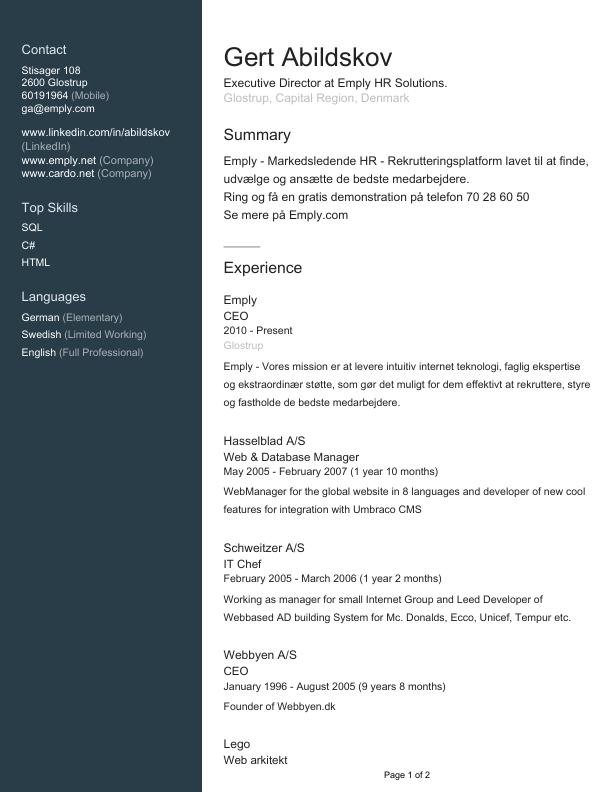 Contact
Stisager 108
2600 Glostrup
60191964 (Mobile)
ga@emply.com
www.linkedin.com/in/abildskov
(LinkedIn)
www.emply.net (Company)
www.cardo.net (Company)
Top Skills
SQL
C#
HTML
Languages
German (Elementary)
Swedish (Limited Working)
English (Full Professional)
Gert Abildskov
Executive Director at Emply HR Solutions.
Glostrup, Capital Region, Denmark
Summary
Emply - Markedsledende HR - Rekrutteringsplatform lavet til at finde,
udvælge og ansætte de bedste medarbejdere.
Ring og få en gratis demonstration på telefon 70 28 60 50
Se mere på Emply.com
Experience
Emply
CEO
2010 - Present
Glostrup
Emply - Vores mission er at levere intuitiv internet teknologi, faglig ekspertise
og ekstraordinær støtte, som gør det muligt for dem effektivt at rekruttere, styre
og fastholde de bedste medarbejdere.
Hasselblad A/S
Web & Database Manager
May 2005 - February 2007 (1 year 10 months)
WebManager for the global website in 8 languages and developer of new cool
features for integration with Umbraco CMS
Schweitzer A/S
IT Chef
February 2005 - March 2006 (1 year 2 months)
Working as manager for small Internet Group and Leed Developer of
Webbased AD building System for Mc. Donalds, Ecco, Unicef, Tempur etc.
Webbyen A/S
CEO
January 1996 - August 2005 (9 years 8 months)
Founder of Webbyen.dk
Lego
Web arkitekt
Page 1 of 2